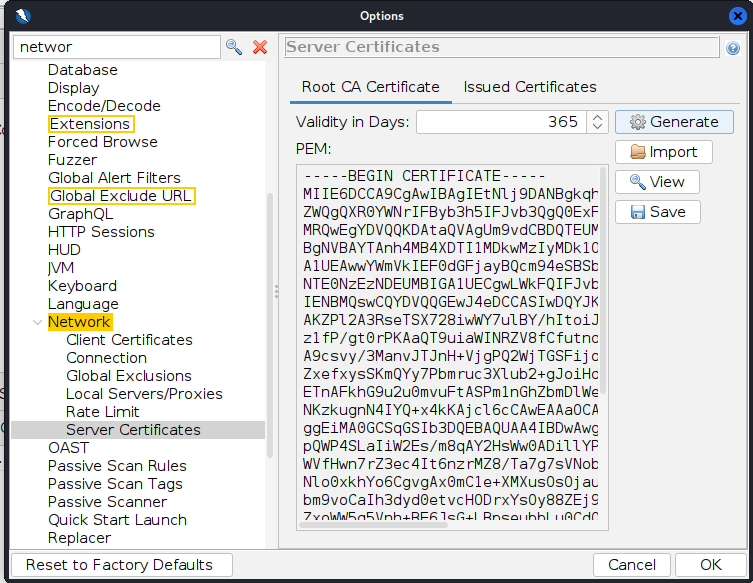 Options
networ
Database
Display
Encode/Decode
Extensions
Forced Browse
Fuzzer
Global Alert Filters
Global Exclude URL
GraphQL
HTTP Sessions
HUD
JVM
Keyboard
Language
Network
Client Certificates
Connection
Global Exclusions
Local Servers/Proxies
Rate Limit
Server Certificates
OAST
Passive Scan Rules
Passive Scan Tags
Passive Scanner
Quick Start Launch
Replacer
Server Certificates
Root CA Certificate Issued Certificates
Validity in Days: 365 Generate
PEM:
Import
View
Save
-----BEGIN CERTIFICATE-----
MIIE6DCCA9CgAwIBAgIEtNlj9DANBgkqh
ZWQgQXR0YWNrIFByb3h5IFJvb3QgQ0ExF
MRQwEgYDVQQKDAtaQVAgUm9vdCBDQTEUM
BgNVBAYTAnh4MB4XDTI1MDkwMzIyMDk1O
A1UEAwwYWmVkIEF0dGFjayBQcm94eSBSb
NTE0NzEzNDEUMBIGA1UECgwLWkFQIFJvb
IENBMQswCQYDVQQGEwJ4eDCCASIwDQYJK
AKZPl2A3RseTSX728iwWY7ulBY/hItoiJ
z1fP/gt0rPKAaQT9uiaWINRZV8fCfutno
A9csvy/3ManvJTJnH+VjgPQ2WjTGSFijo
ZxefxysSKmQYy7Pbmruc3Xlub2+gJoiHo
ETnAFkhG9u2u0mvuFtASPm1nGhZbmDlWe
NKzkugnN4IYQ+x4kKAjcl6cCAwEAAaOCA
ggEiMA0GCSqGSIb3DQEBAQUAA4IBDwAwg
pQWP4SLaIiW2Es/m8qAY2HsWw0ADillYP
WVfHwn7rZ3ec4It6nzrMZ8/Ta7g7sVNob
Nlo0xkhYo6CgvgAx0mC1e+XMXusOsOjau
bm9voCaIh3dyd0etvcHODrxYsOy88ZEj9
Reset to Factory Defaults
Cancel
OK